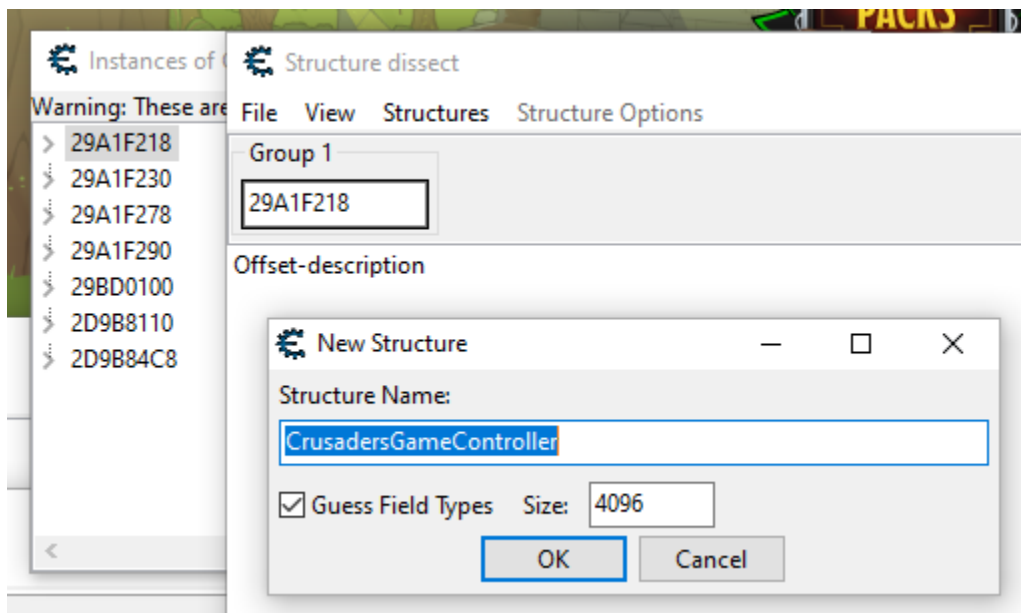 PACKS
Instances of
Structure dissect
Warning: These are
File View Structures Structure Options
29A1F218
29A1F230
29A1F278
29A1F290
29BD0100
2D9B8110
2D9B84C8
Group 1
29A1F218
Offset-description
New Structure
Structure Name:
CrusadersGameController
Guess Field Types Size: 4096
OK Cancel